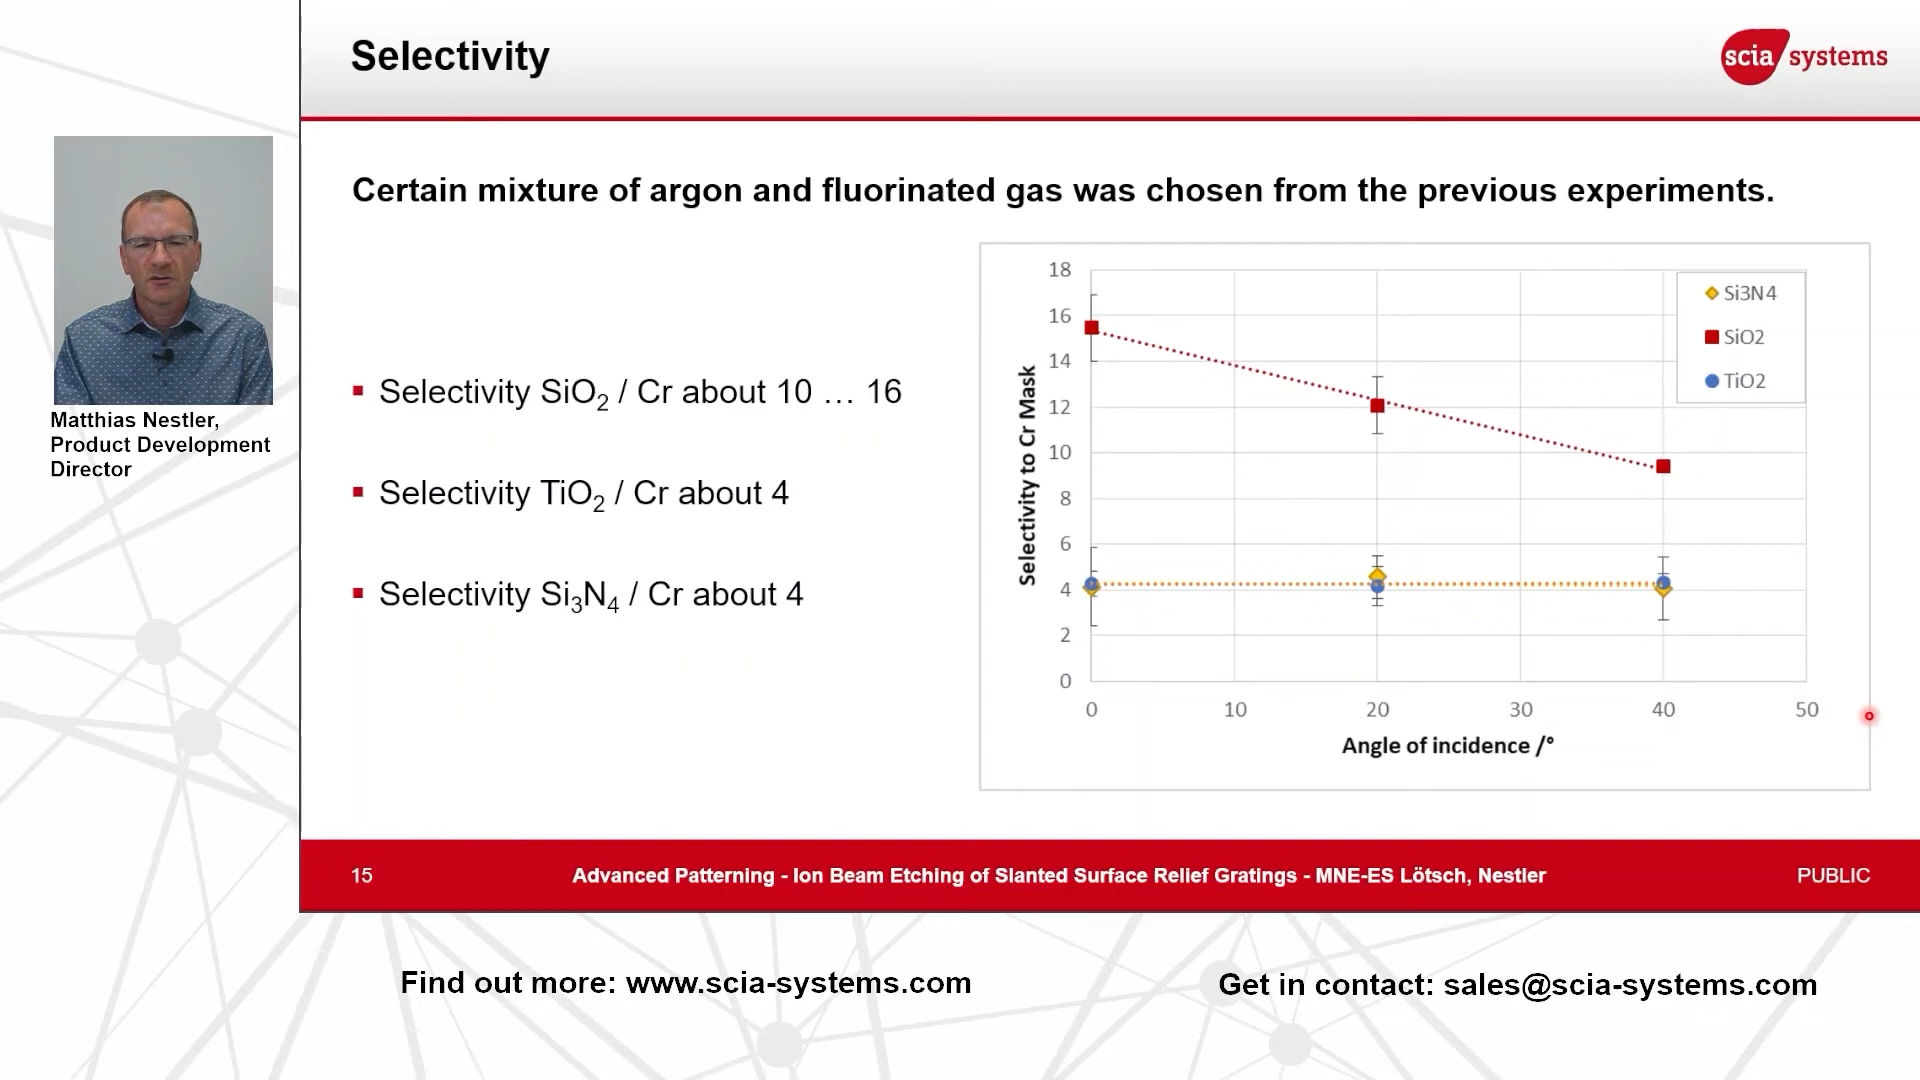 Selectivity
scia systems
Certain mixture of argon and fluorinated gas was chosen from the previous experiments.
Matthias Nestler,
Product Development
Director
▪ Selectivity SiO2 / Cr about 10 … 16
▪ Selectivity TiO2 / Cr about 4
▪ Selectivity Si3N4 / Cr about 4
Selectivity to Cr Mask
18
16
14
12
10
8
6
4
2
0
0 10 20 30 40 50
Angle of incidence /°
Si3N4
SiO2
TiO2
15 Advanced Patterning - Ion Beam Etching of Slanted Surface Relief Gratings - MNE-ES Lötsch, Nestler PUBLIC
Find out more: www.scia-systems.com Get in contact: sales@scia-systems.com